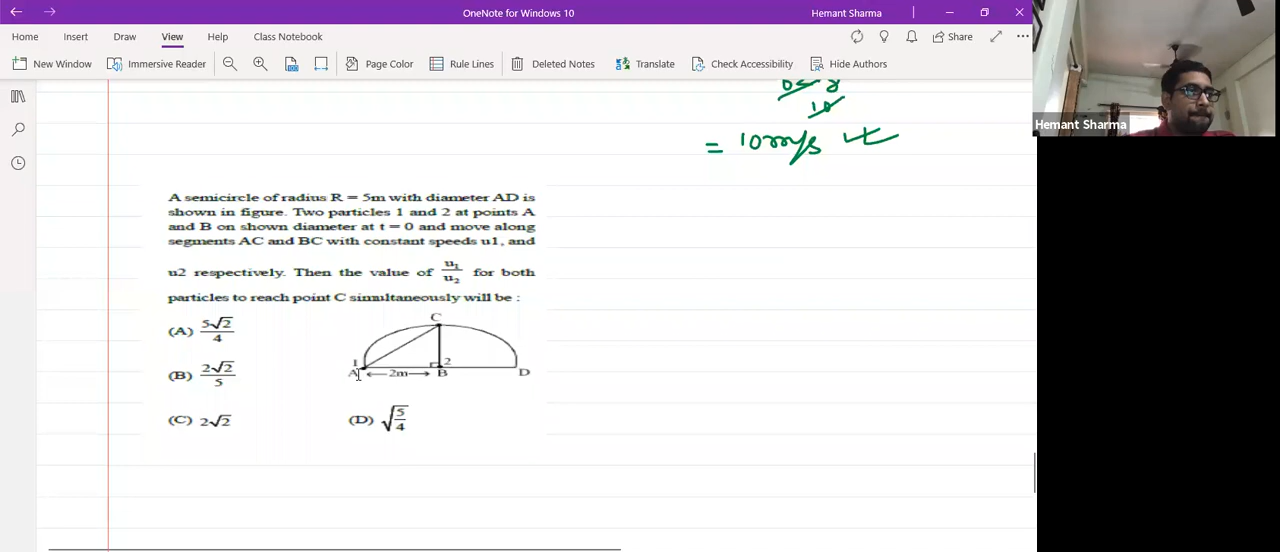 OneNote for Windows 10
Hemant Sharma
Home Insert Draw View Help Class Notebook
Share
New Window Immersive Reader Page Color Rule Lines Deleted Notes Translate Check Accessibility Hide Authors
10
= 10 m/s
Hemant Sharma
A semicircle of radius R = 5m with diameter AD is
shown in figure. Two particles 1 and 2 at points A
and B on shown diameter at t = 0 and move along
segments AC and BC with constant speeds u1, and
u2 respectively. Then the value of u₁/u₂ for both
particles to reach point C simultaneously will be :
(A) 5√2/4
(B) 2√2/5
(C) 2√2
(D) √(5/4)
C
1 2
A 2m B D